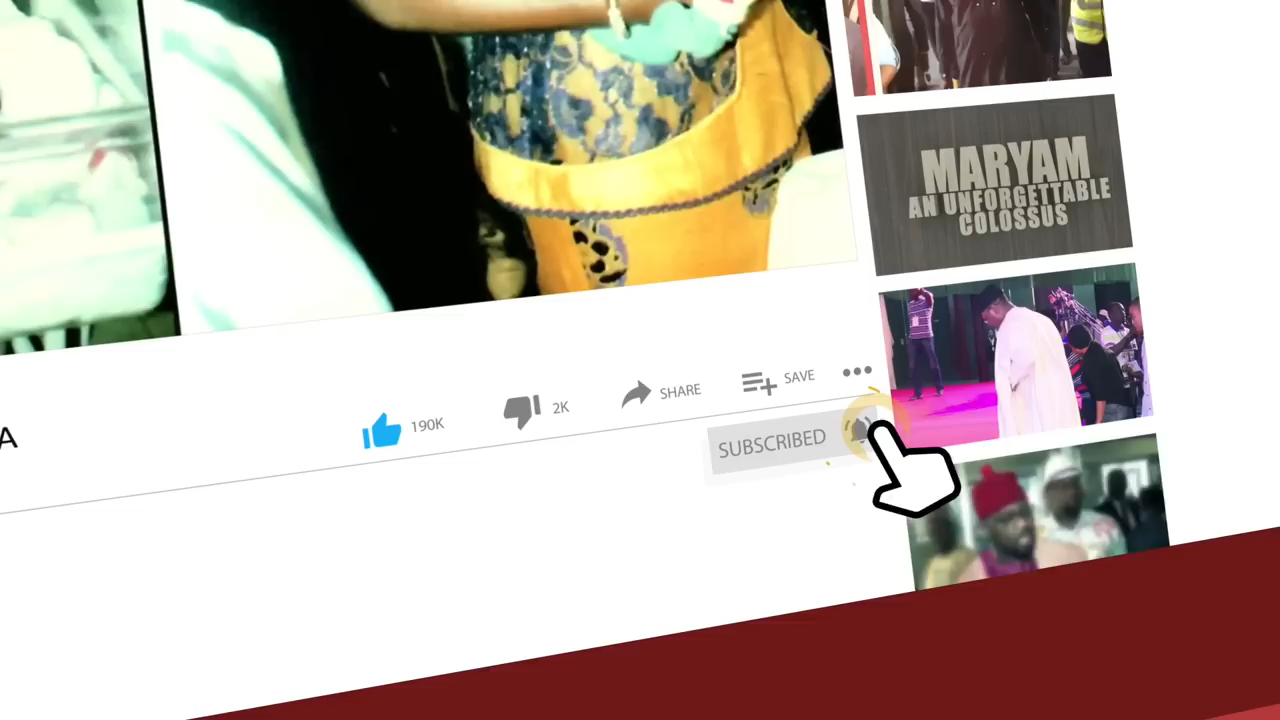 MARYAM
AN UNFORGETTABLE
COLOSSUS
A
190K
2K
SHARE
SAVE
SUBSCRIBED